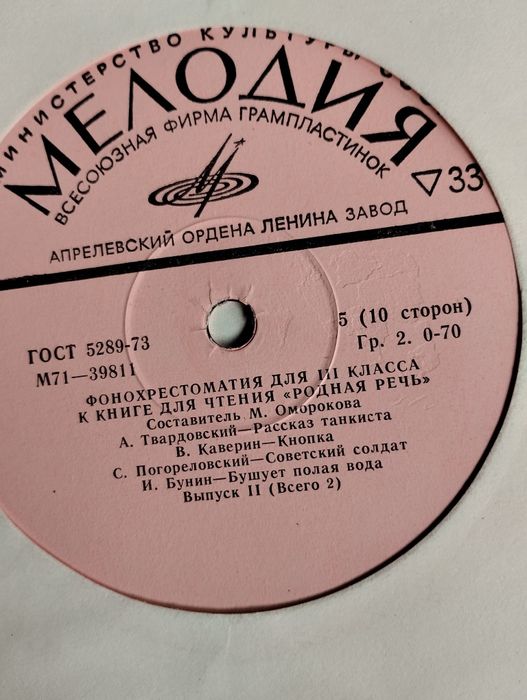 МИНИСТЕРСТВО КУЛЬТУРЫ
МЕЛОДИЯ
ВСЕСОЮЗНАЯ ФИРМА ГРАМПЛАСТИНОК
33
АПРЕЛЕВСКИЙ ОРДЕНА ЛЕНИНА ЗАВОД
ГОСТ 5289-73
5 (10 сторон)
М71—39811
Гр. 2. 0-70
ФОНОХРЕСТОМАТИЯ ДЛЯ III КЛАССА
К КНИГЕ ДЛЯ ЧТЕНИЯ «РОДНАЯ РЕЧЬ»
Составитель М. Оморокова
А. Твардовский—Рассказ танкиста
В. Каверин—Кнопка
С. Погореловский—Советский солдат
И. Бунин—Бушует полая вода
Выпуск II (Всего 2)